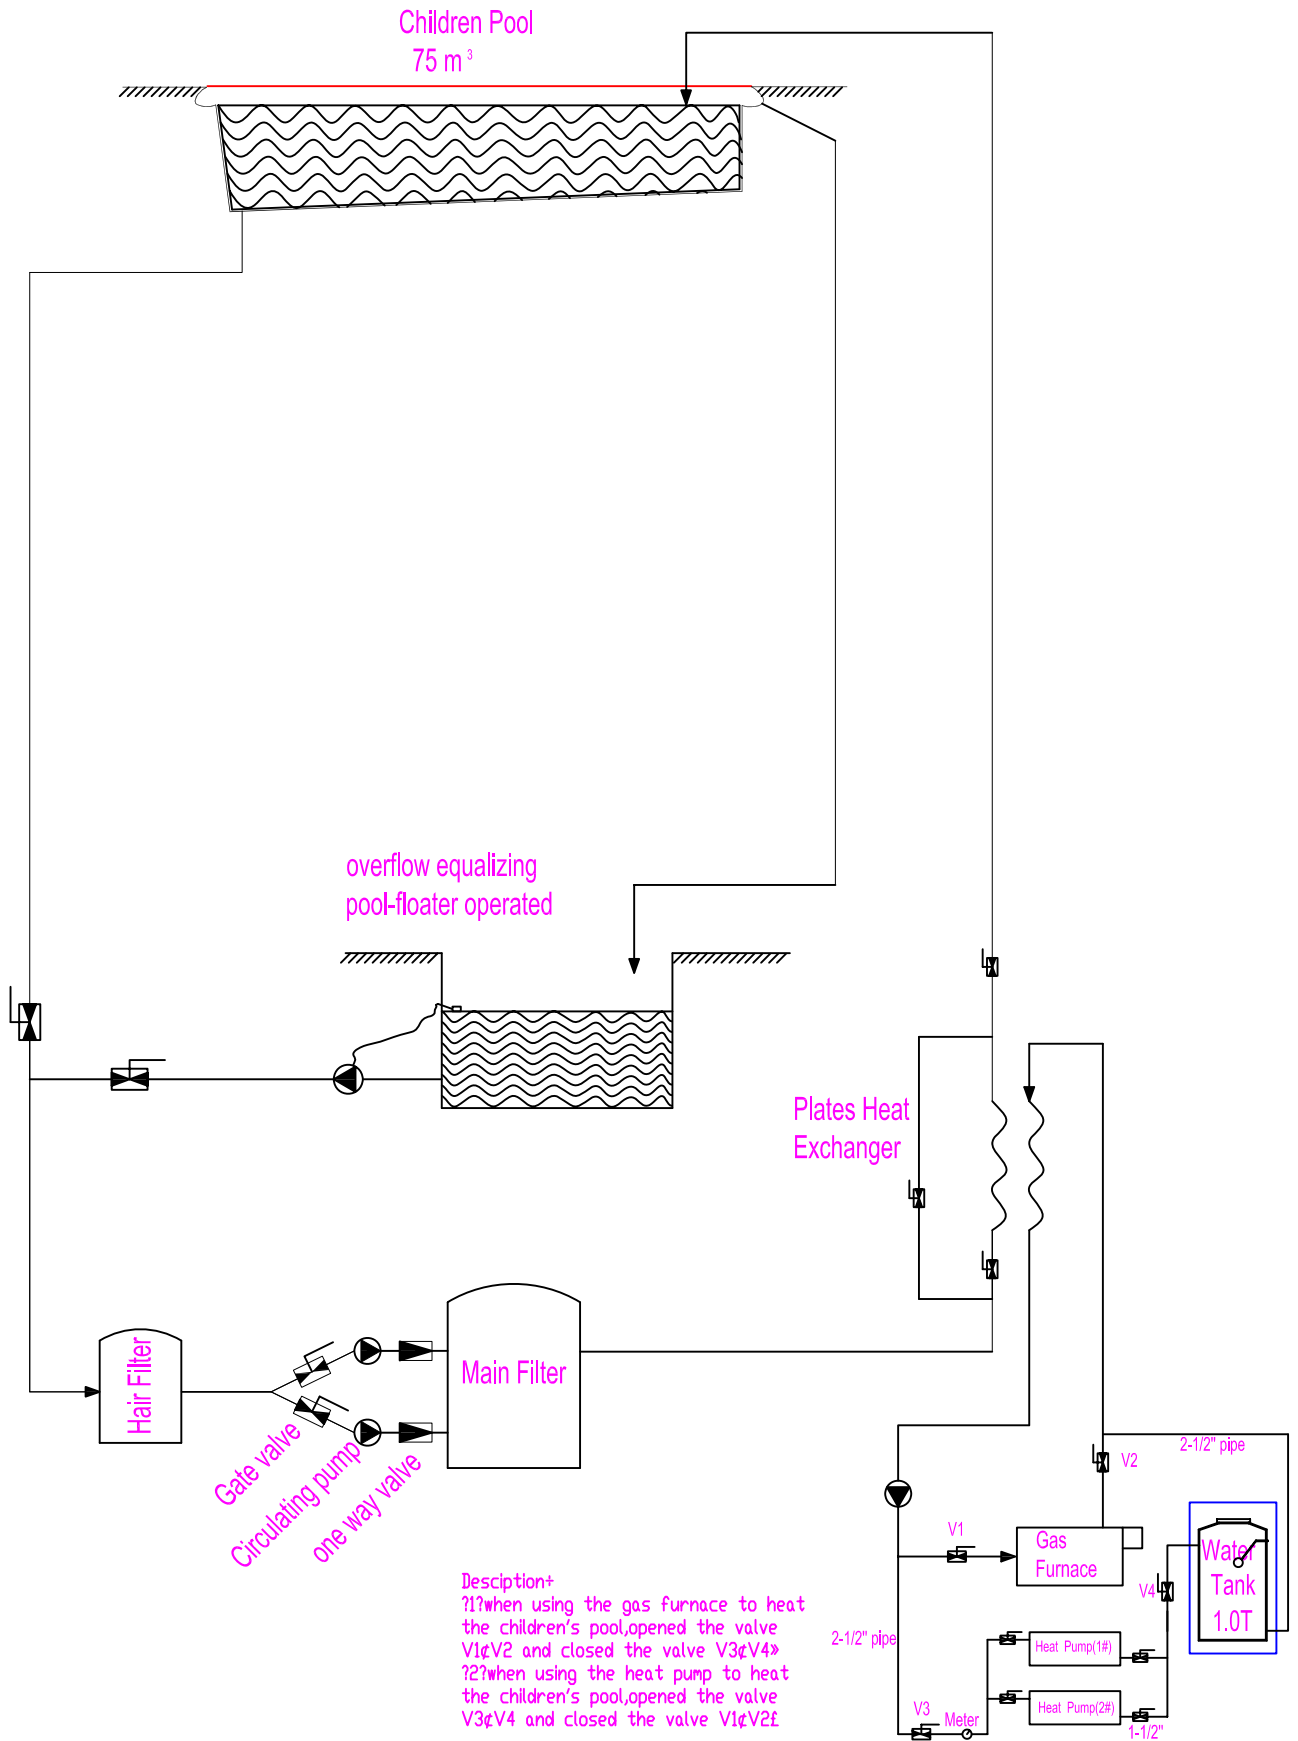 Children Pool
75 m ³
overflow equalizing
pool-floater operated
Plates Heat
Exchanger
Hair Filter
Main Filter
Gate valve
Circulating pump
one way valve
2-1/2" pipe
V2
V1
Gas
Furnace
Water
Tank
1.0T
V4
2-1/2" pipe
Heat Pump(1#)
Heat Pump(2#)
V3
Meter
1-1/2"
Desciption+
?1?when using the gas furnace to heat
the children's pool,opened the valve
V1¢V2 and closed the valve V3¢V4»
?2?when using the heat pump to heat
the children's pool,opened the valve
V3¢V4 and closed the valve V1¢V2£